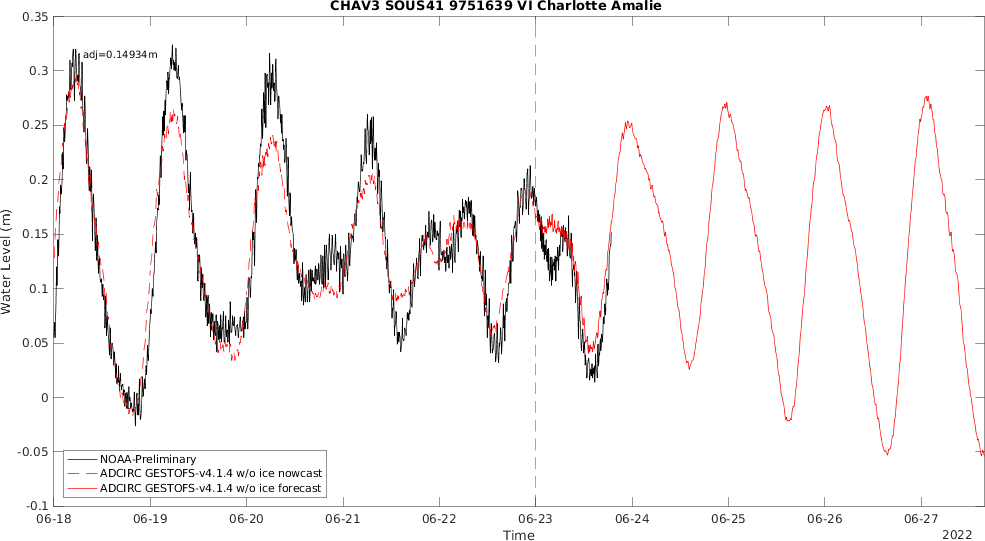 CHAV3 SOUS41 9751639 VI Charlotte Amalie
adj=0.14934m
0.35
0.3
0.25
0.2
0.15
0.1
0.05
0
-0.05
-0.1
Water Level (m)
NOAA-Preliminary
ADCIRC GESTOFS-v4.1.4 w/o ice nowcast
ADCIRC GESTOFS-v4.1.4 w/o ice forecast
06-18 06-19 06-20 06-21 06-22 06-23 06-24 06-25 06-26 06-27
Time
2022